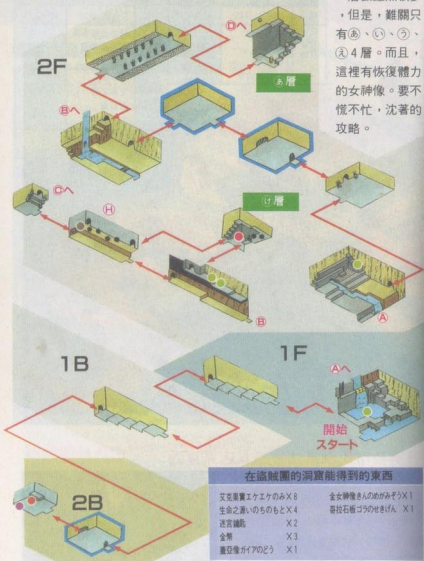 ，但是，難關只
有あ、い、う、
え4層。而且，
這裡有恢復體力
的女神像。要不
慌不忙，沈著的
攻略。
2F
Dへ
あ層
Bへ
Cへ
H
け層
B
A
1B
1F
Aへ
開始
スタート
2B
在盜賊團的洞窟能得到的東西
艾克果實エケエケのみX8
生命之源いのちのもとX4
迷宮鑰匙 X2
金幣 X3
蓋亞像ガイアのどう X1
金女神像きんのめがみぞうX1
哥拉石板ゴラのせきばん X1